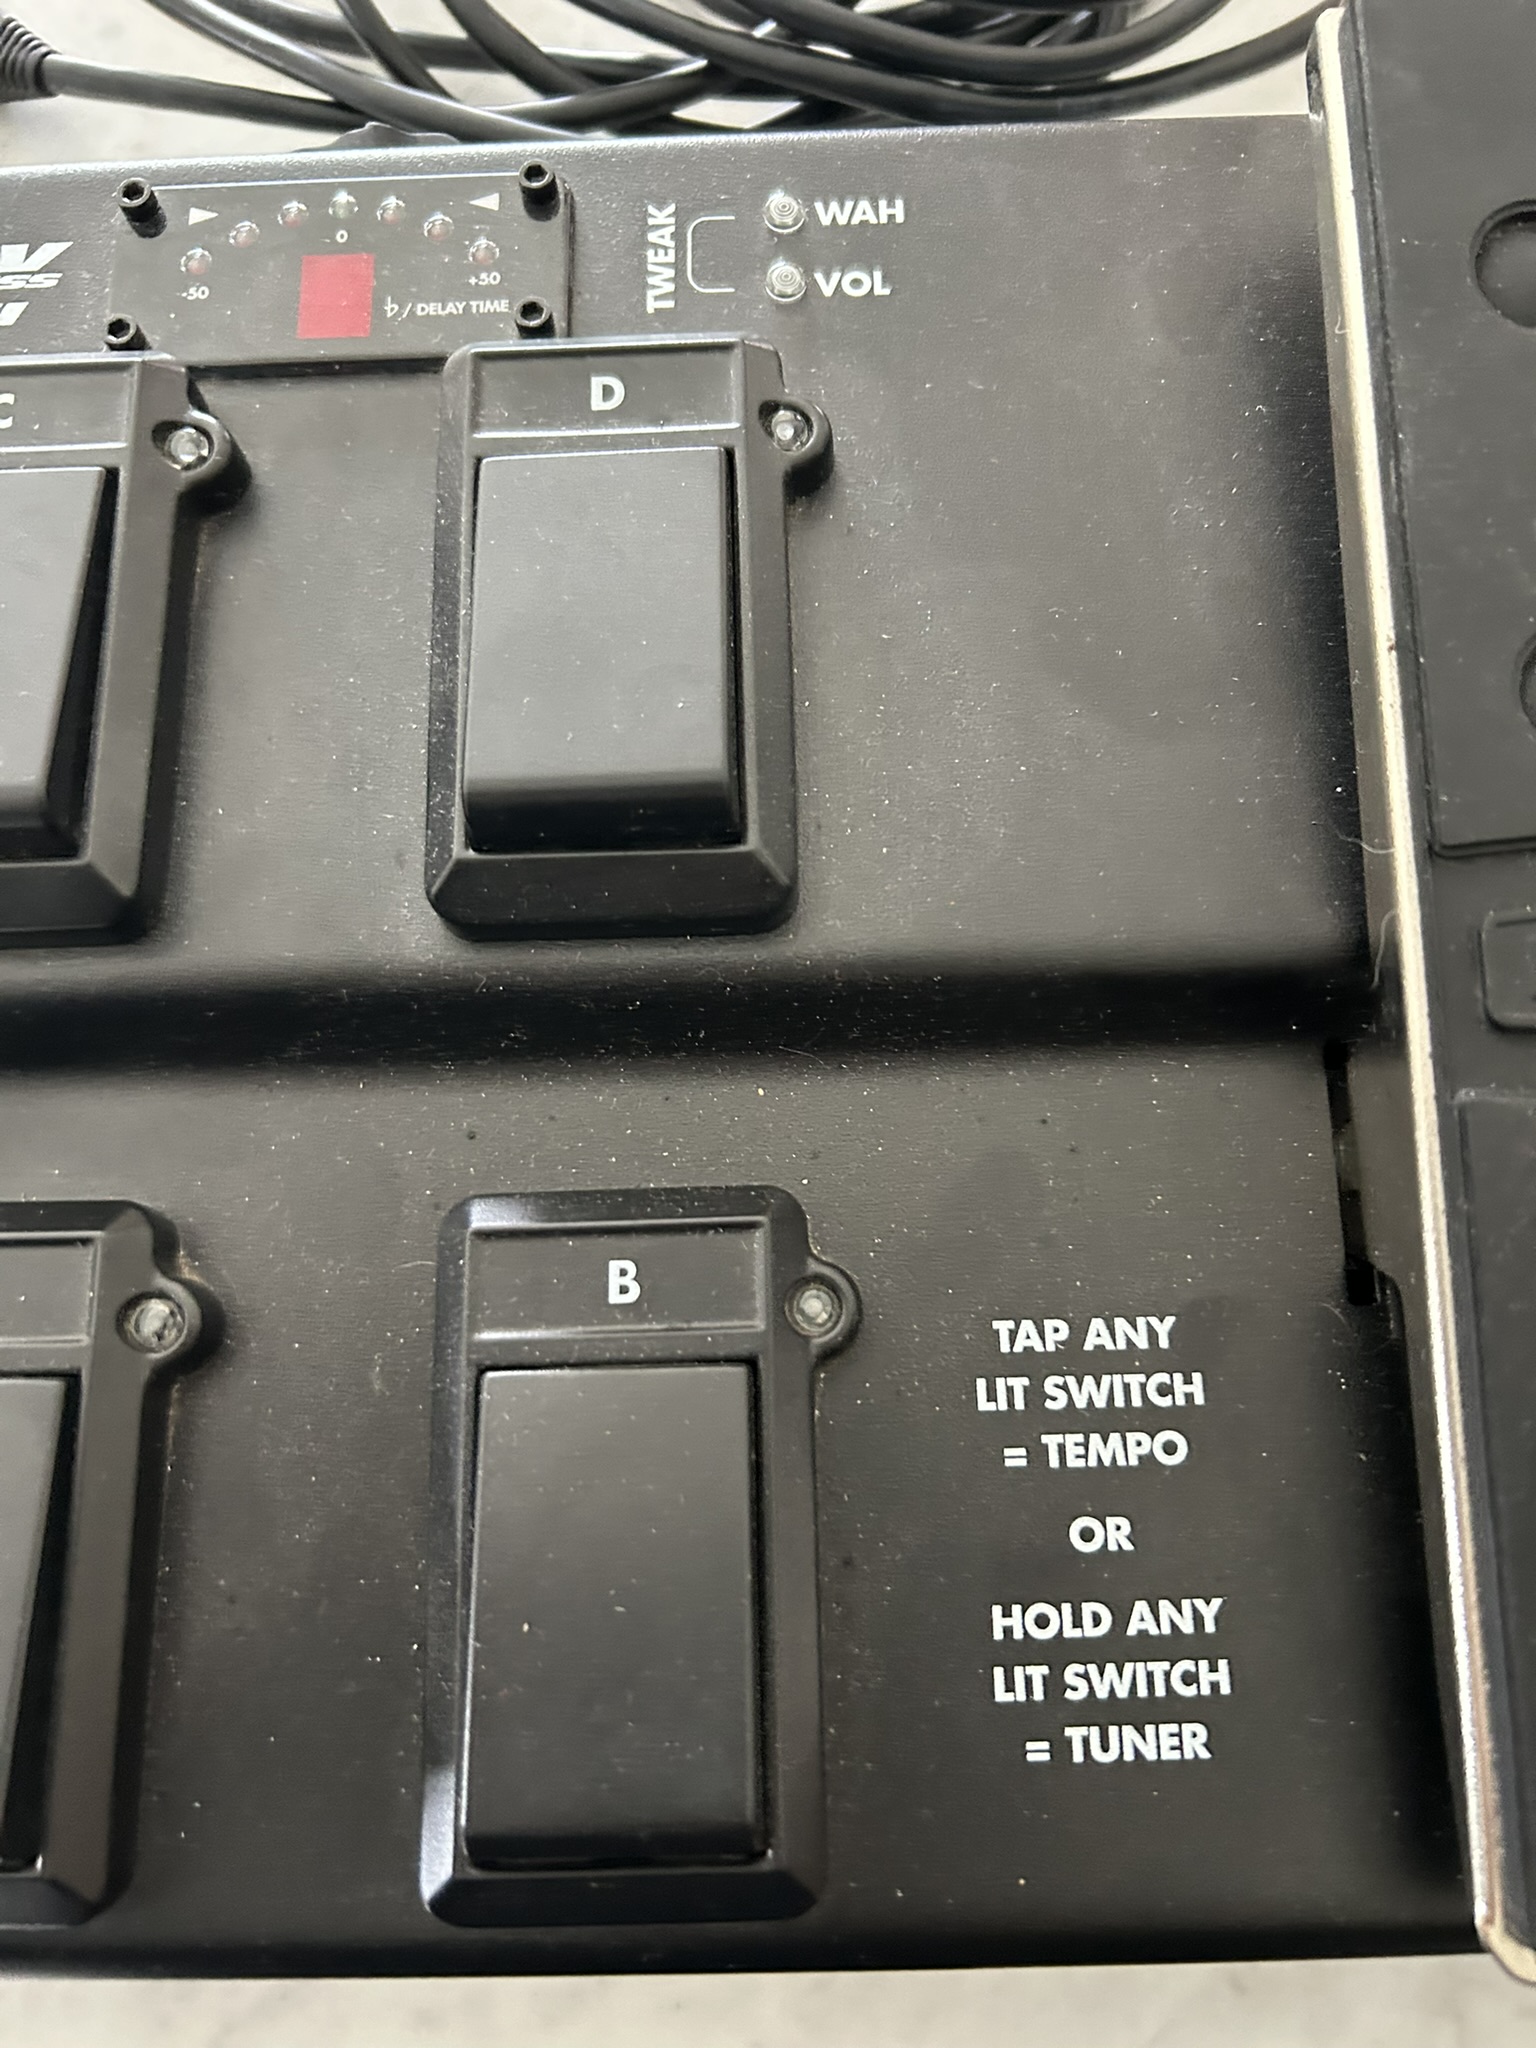 WAH
TWEAK
VOL
0
-50
+50
♭/ DELAY TIME
C
D
B
TAP ANY
LIT SWITCH
= TEMPO
OR
HOLD ANY
LIT SWITCH
= TUNER